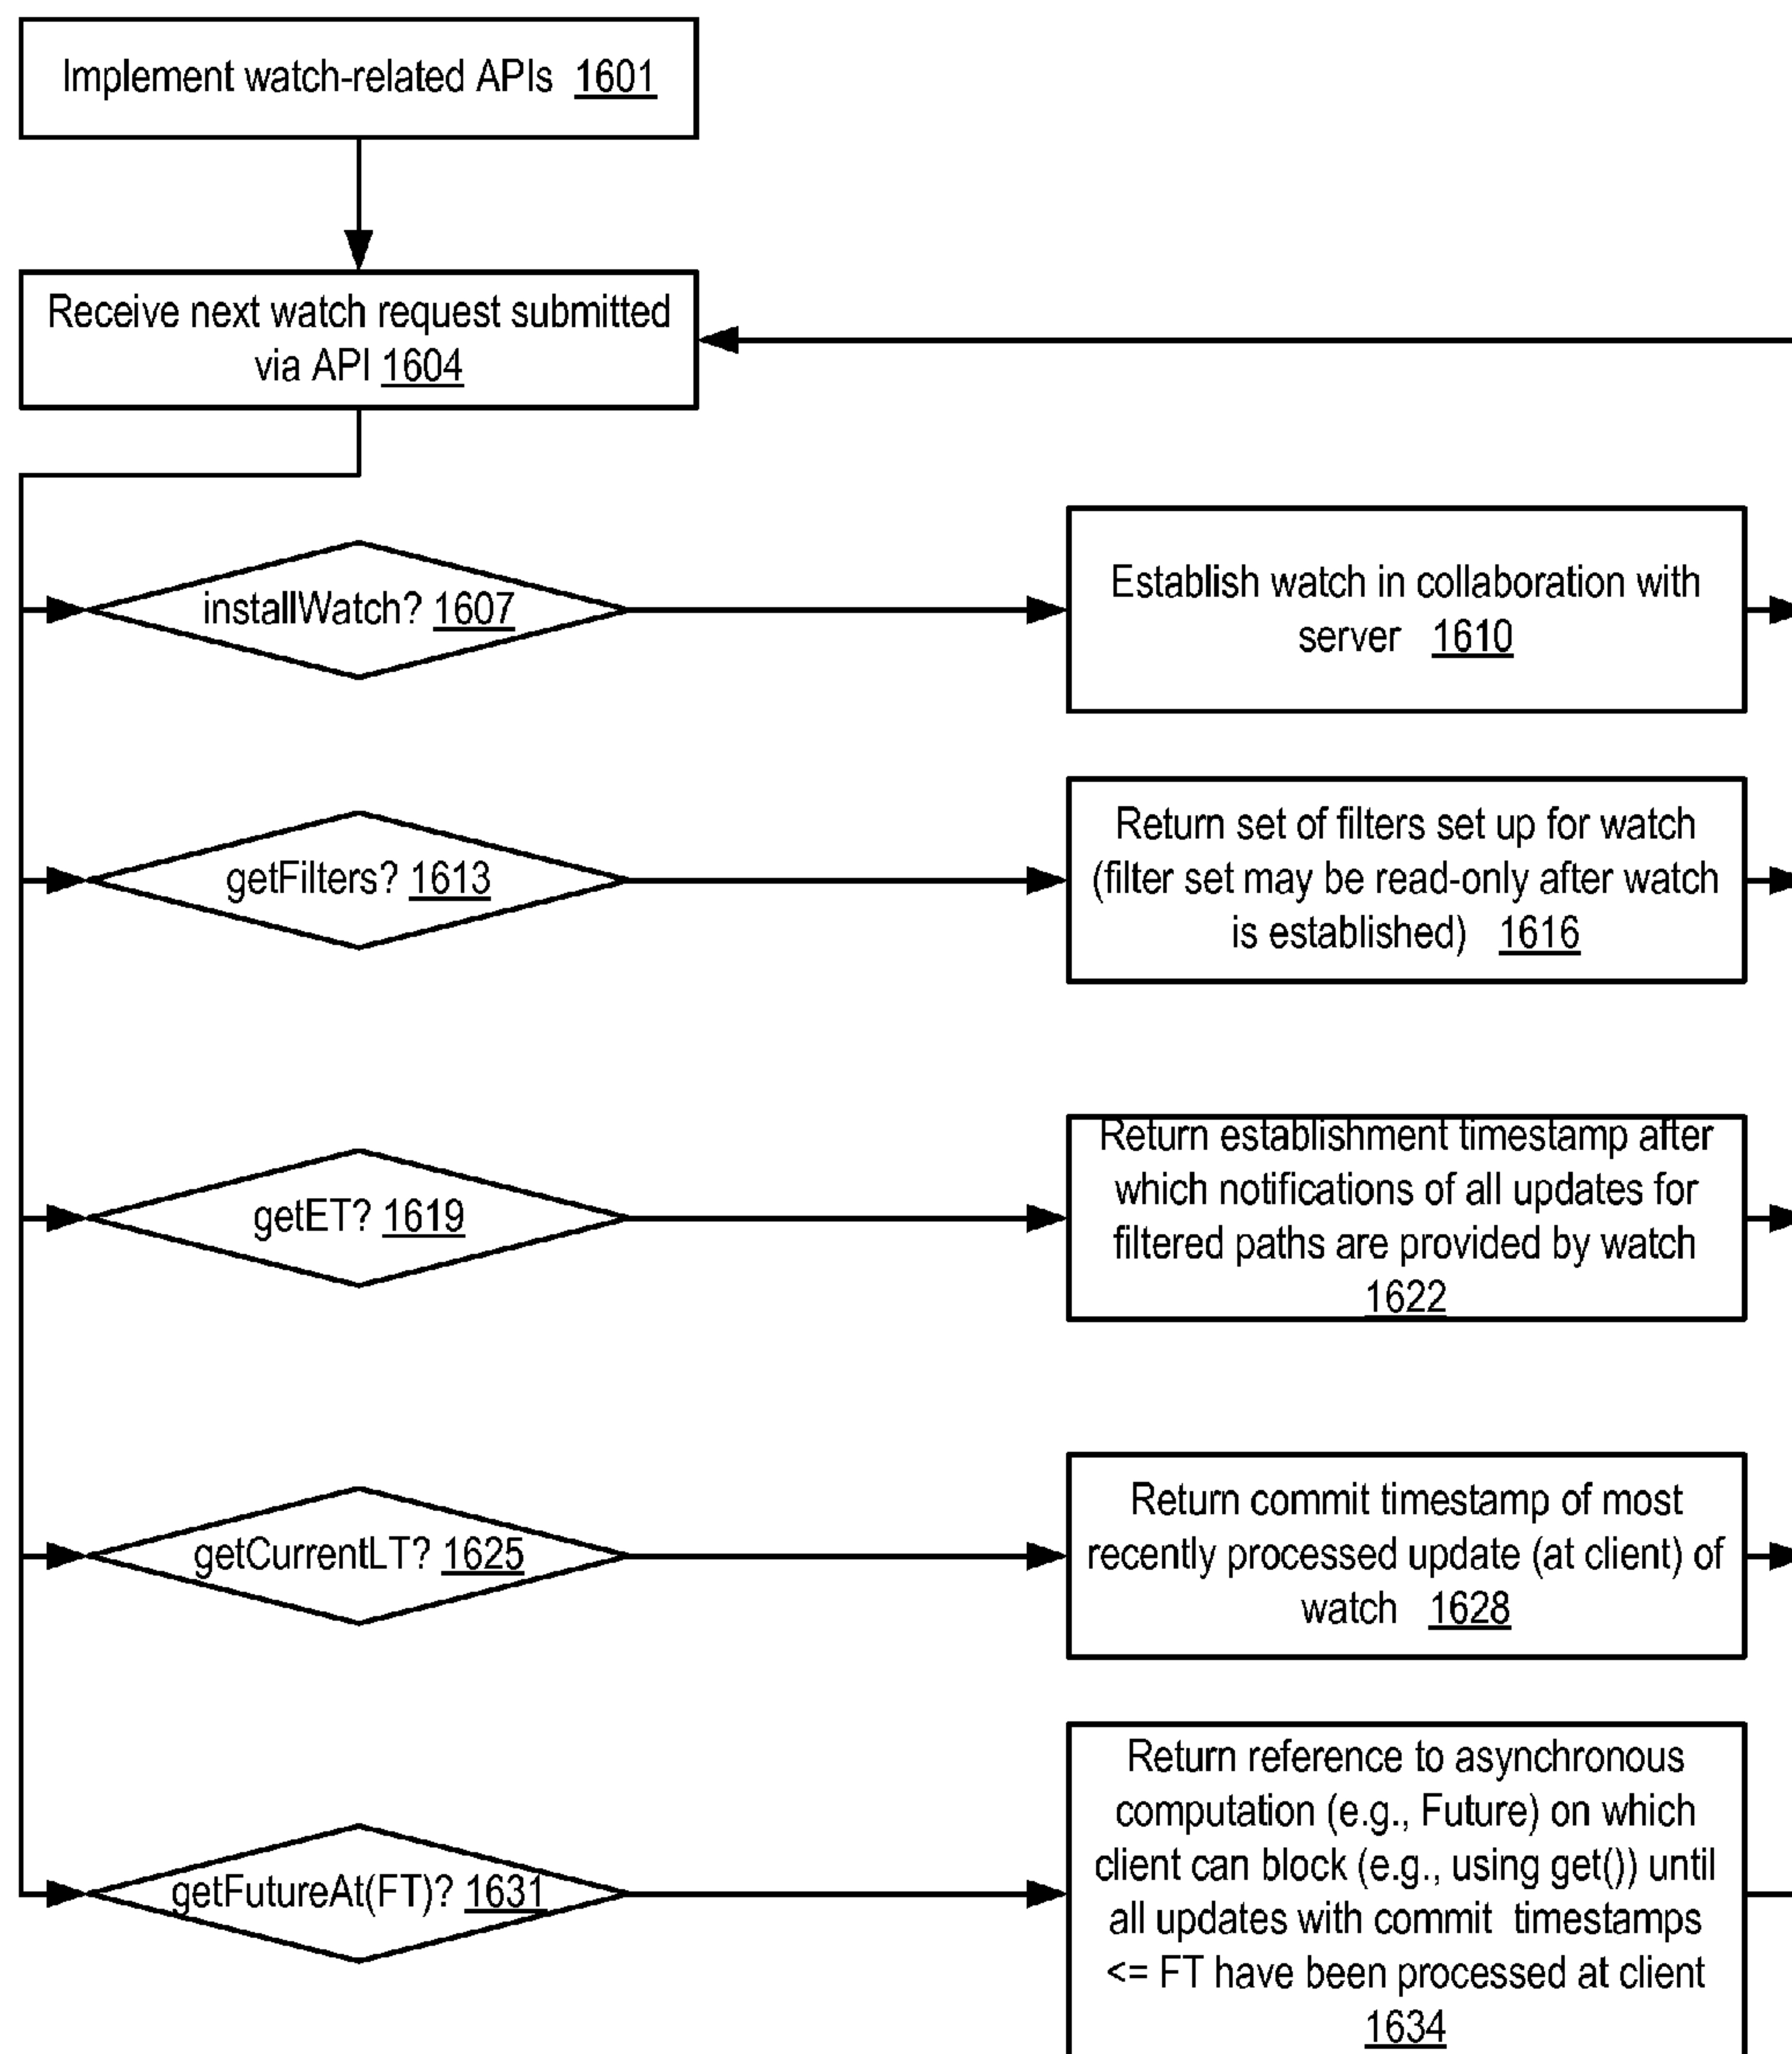 Implement watch-related APIs 1601
Receive next watch request submitted
via API 1604
installWatch? 1607
Establish watch in collaboration with
server 1610
getFilters? 1613
Return set of filters set up for watch
(filter set may be read-only after watch
is established) 1616
getET? 1619
Return establishment timestamp after
which notifications of all updates for
filtered paths are provided by watch
1622
getCurrentLT? 1625
Return commit timestamp of most
recently processed update (at client) of
watch 1628
getFutureAt(FT)? 1631
Return reference to asynchronous
computation (e.g., Future) on which
client can block (e.g., using get()) until
all updates with commit timestamps
<= FT have been processed at client
1634